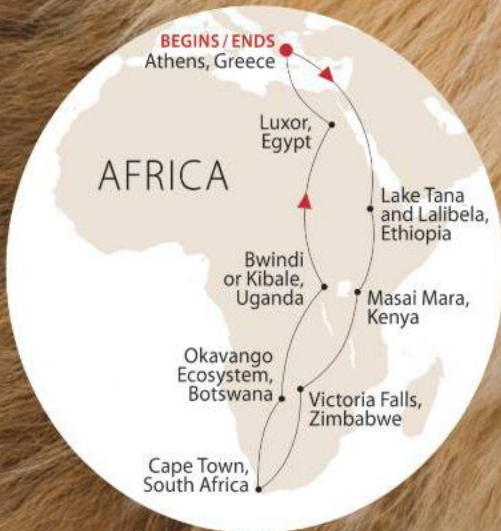 BEGINS / ENDS
Athens, Greece
Luxor,
Egypt
AFRICA
Lake Tana
and Lalibela,
Ethiopia
Bwindi
or Kibale,
Uganda
Masai Mara,
Kenya
Okavango
Ecosystem,
Botswana
Victoria Falls,
Zimbabwe
Cape Town,
South Africa